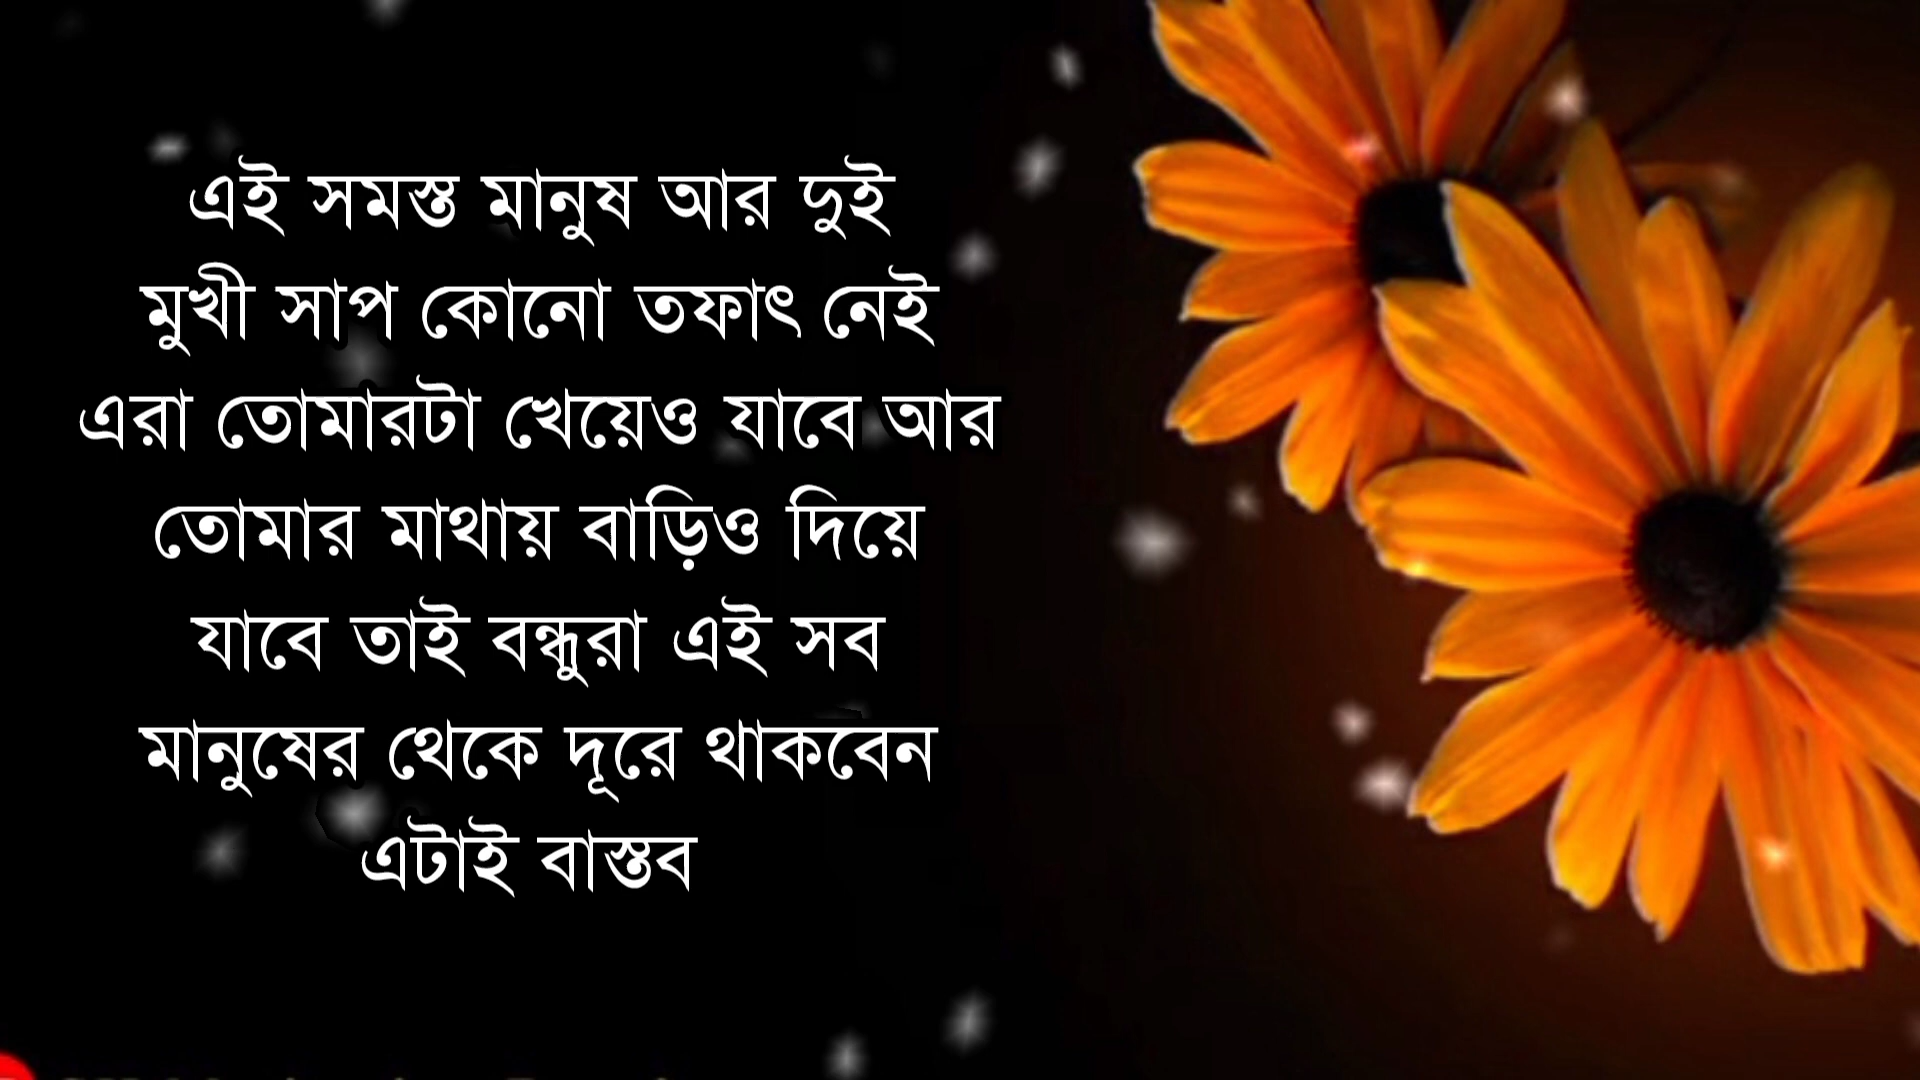 এই সমস্ত মানুষ আর দুই
মুখী সাপ কোনো তফাৎ নেই
এরা তোমারটা খেয়েও যাবে আর
তোমার মাথায় বাড়িও দিয়ে
যাবে তাই বন্ধুরা এই সব
মানুষের থেকে দূরে থাকবেন
এটাই বাস্তব